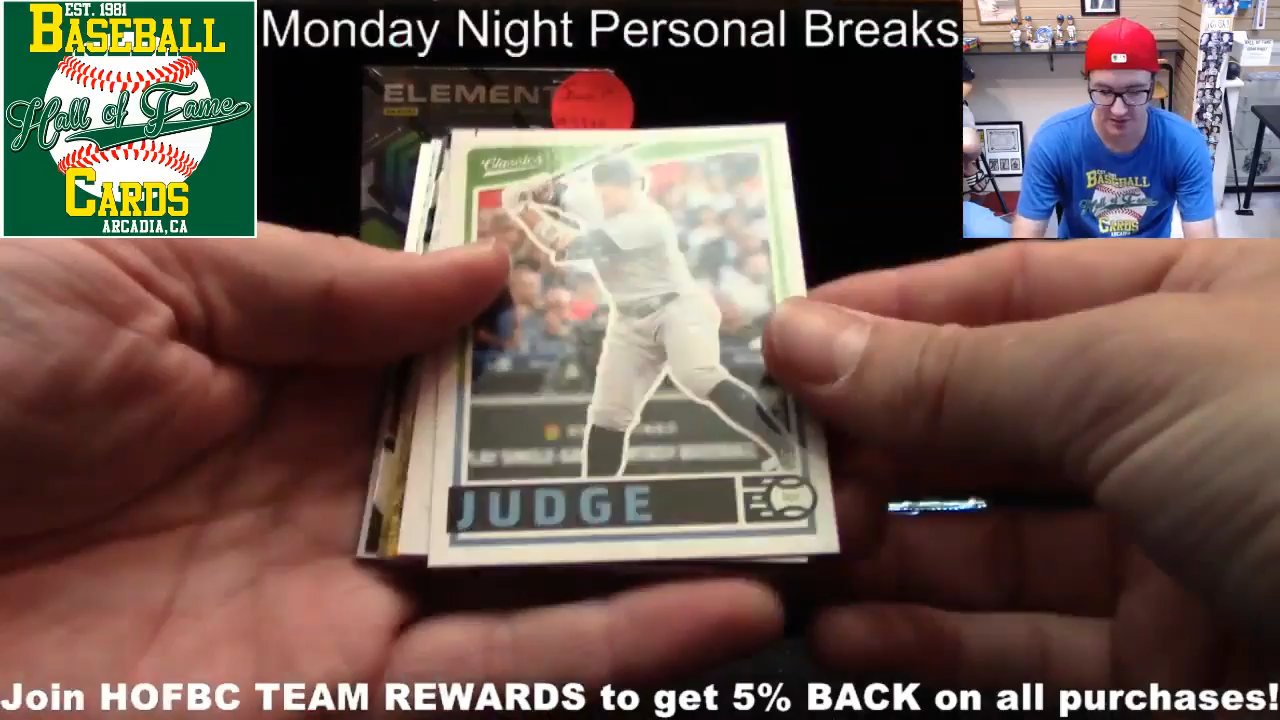 EST. 1981
BASEBALL
Hall of Fame
CARDS
ARCADIA, CA
Monday Night Personal Breaks
ELEMENT
Classics
JUDGE
BASEBALL
Hall of Fame
CARDS
ARCADIA
Join HOFBC TEAM REWARDS to get 5% BACK on all purchases!